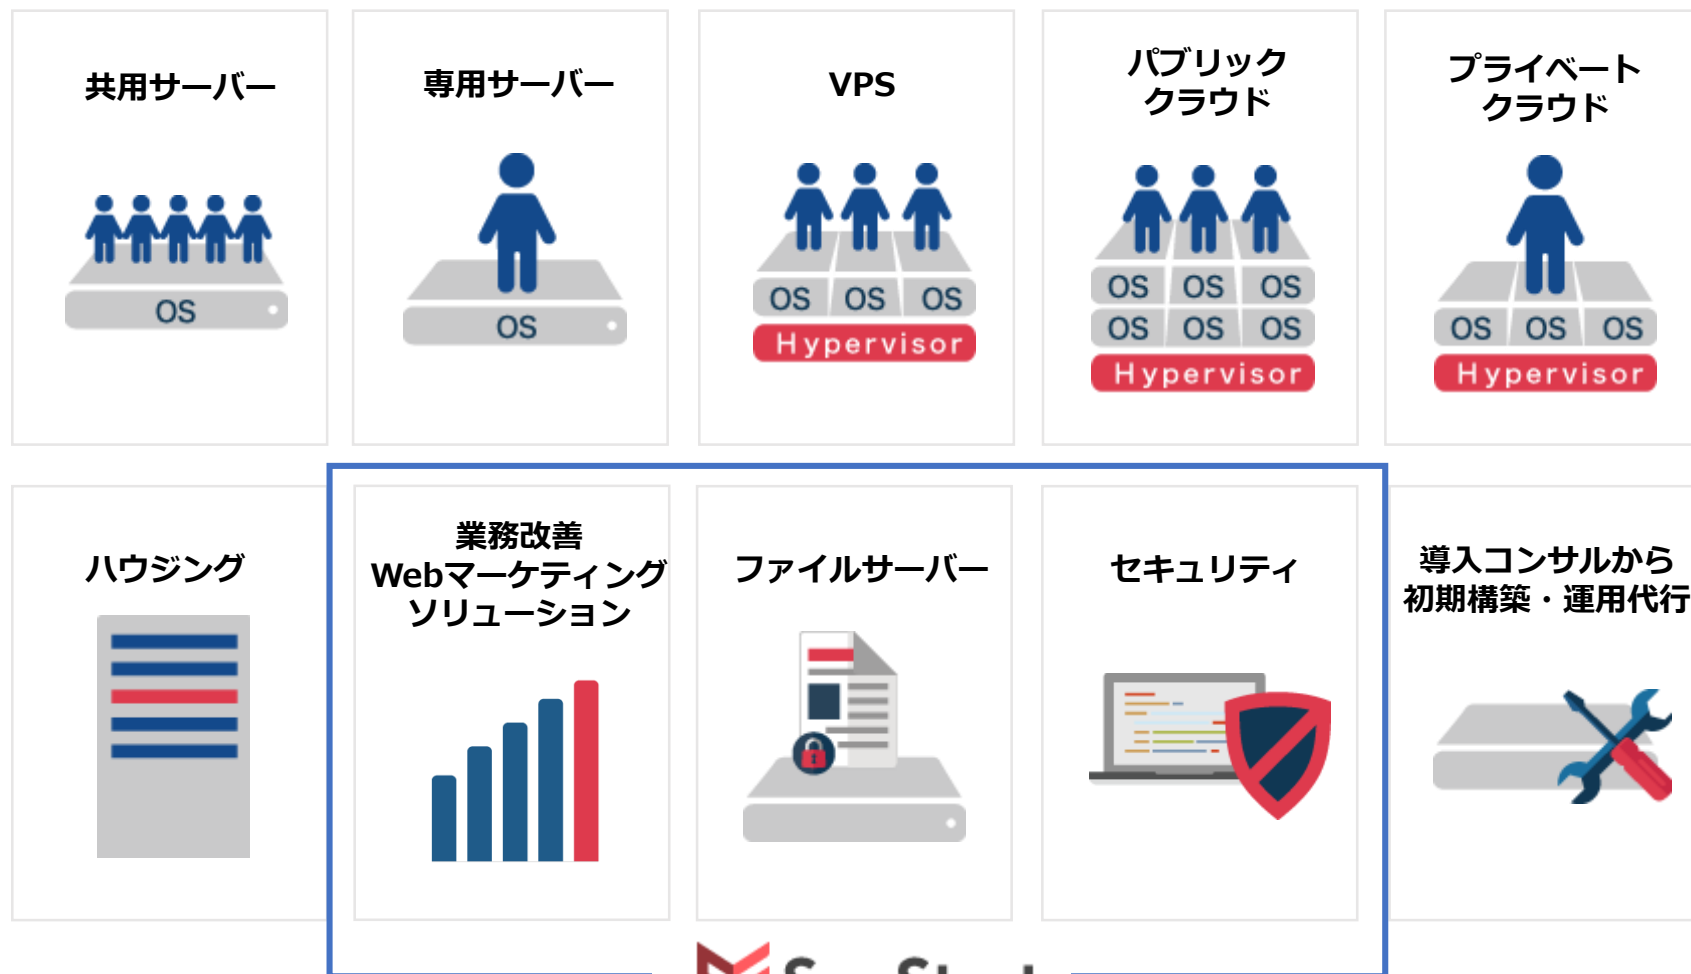 共用サーバー
専用サーバー
VPS
パブリック
クラウド
プライベート
クラウド
OS
OS
OS OS OS
Hypervisor
OS OS OS
OS OS OS
Hypervisor
OS OS OS
Hypervisor
ハウジング
業務改善
Webマーケティング
ソリューション
ファイルサーバー
セキュリティ
導入コンサルから
初期構築・運用代行